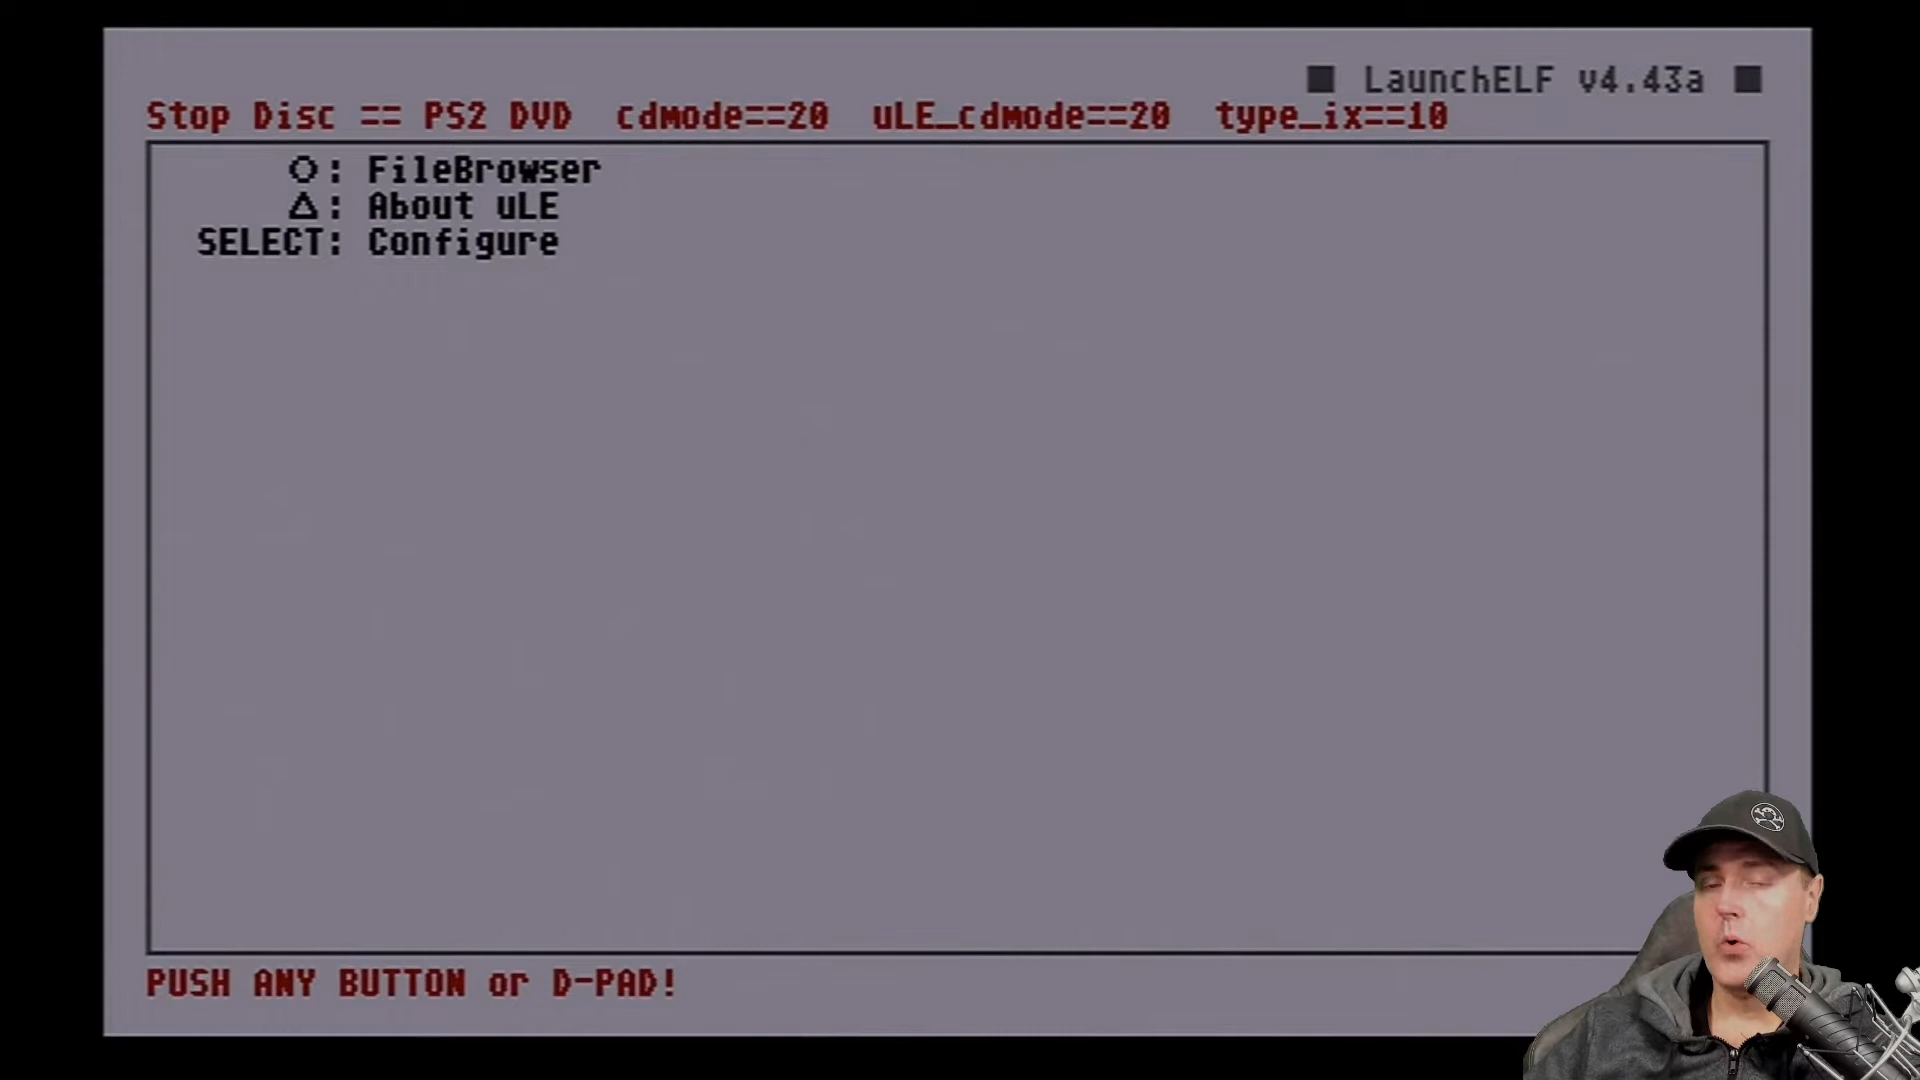 ■ LaunchELF v4.43a ■
Stop Disc == PS2 DVD  cdmode==20  uLE_cdmode==20  type_ix==10
○: FileBrowser
△: About uLE
SELECT: Configure
PUSH ANY BUTTON or D-PAD!